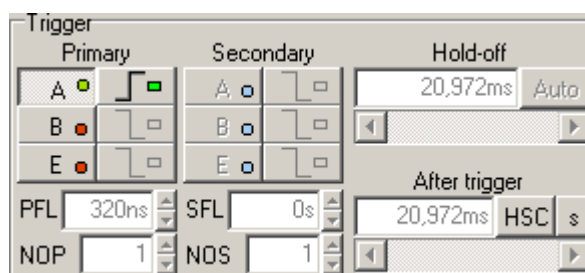 Trigger
Primary Secondary Hold-off
A A 20,972ms Auto
B B
E E After trigger
PFL 320ns SFL 0s 20,972ms HSC s
NOP 1 NOS 1